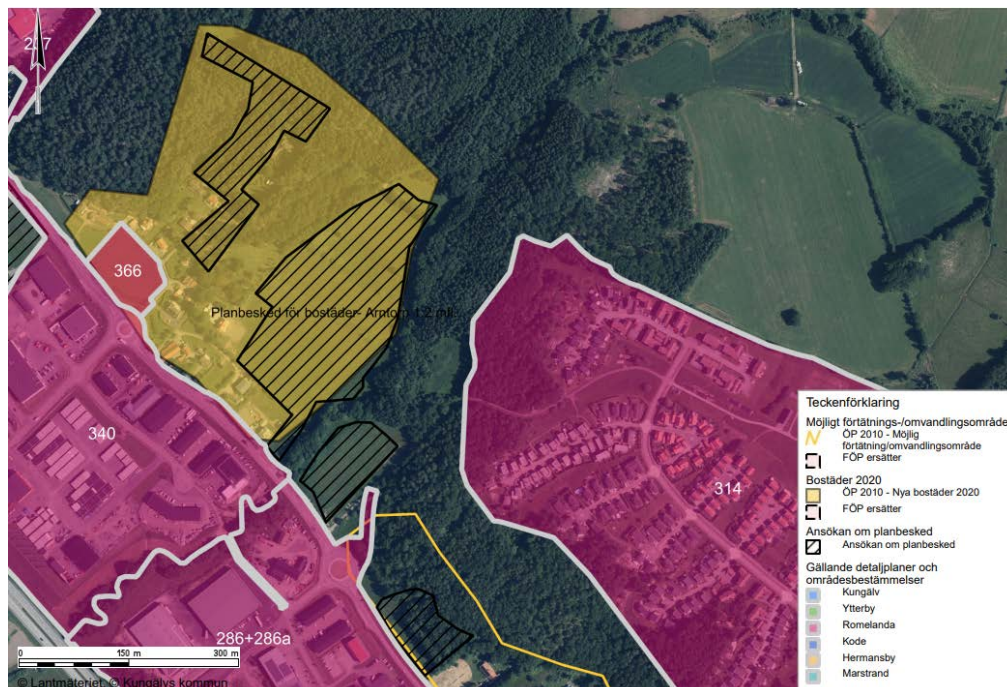 366
Planbesked för bostäder- Arntorp 1:2 mfl.
340
314
286+286a
0 150 m 300 m
© Lantmäteriet, © Kungälvs kommun
Teckenförklaring
Möjligt förtätnings-/omvandlingsområde
ÖP 2010 - Möjlig
förtätning/omvandlingsområde
FÖP ersätter
Bostäder 2020
ÖP 2010 - Nya bostäder 2020
FÖP ersätter
Ansökan om planbesked
Ansökan om planbesked
Gällande detaljplaner och
områdesbestämmelser
Kungälv
Ytterby
Romelanda
Kode
Hermansby
Marstrand